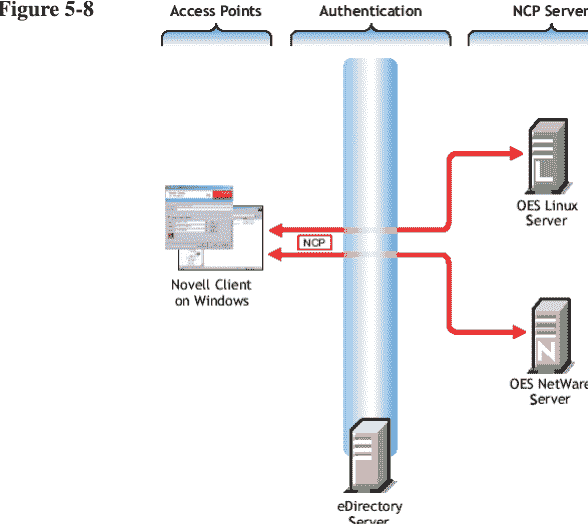 Figure 5-8
Access Points
Authentication
NCP Server
OES Linux
Server
NCP
L
Novell Client
on Windows
N
OES NetWare
Server
eDirectory
Server